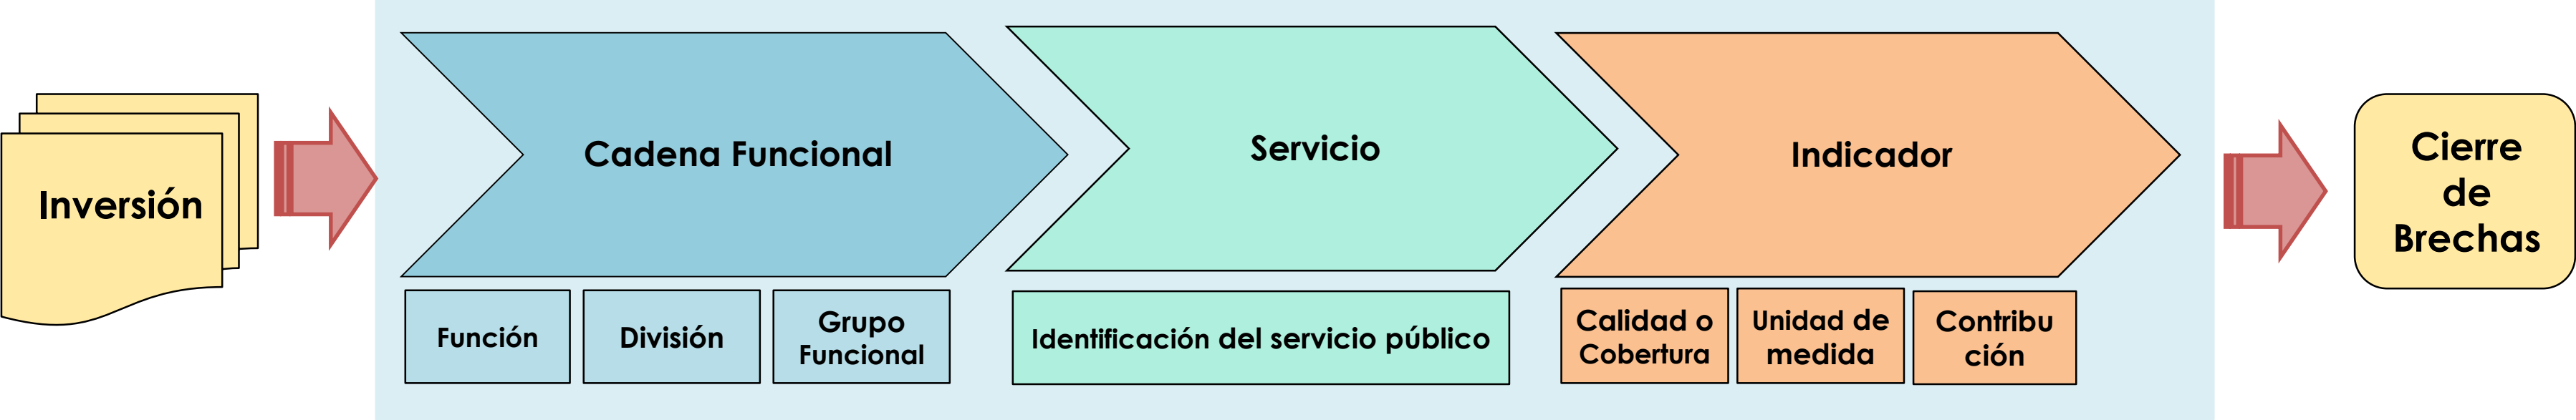 Inversión
Cadena Funcional
Función
División
Grupo
Funcional
Servicio
Identificación del servicio público
Indicador
Calidad o
Cobertura
Unidad de
medida
Contribu
ción
Cierre
de
Brechas